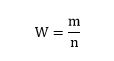 W = m/n